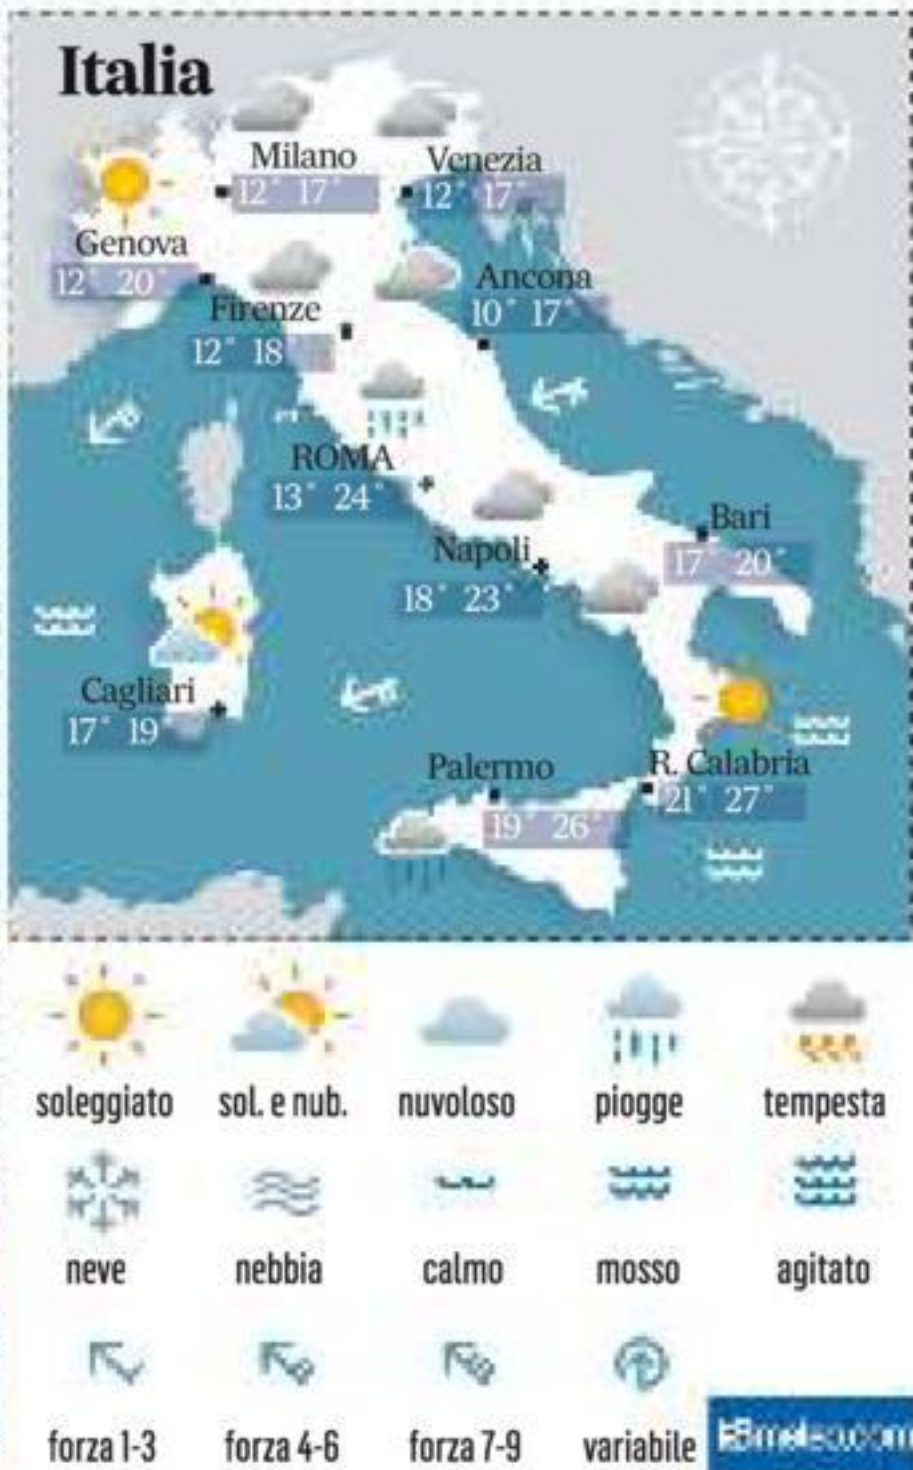 Italia
Milano
12° 17°
Venezia
12° 17°
Genova
12° 20°
Ancona
10° 17°
Firenze
12° 18°
ROMA
13° 24°
Bari
17° 20°
Napoli
18° 23°
Cagliari
17° 19°
Palermo
19° 26°
R. Calabria
21° 27°
soleggiato sol. e nub. nuvoloso piogge tempesta
neve nebbia calmo mosso agitato
forza 1-3 forza 4-6 forza 7-9 variabile